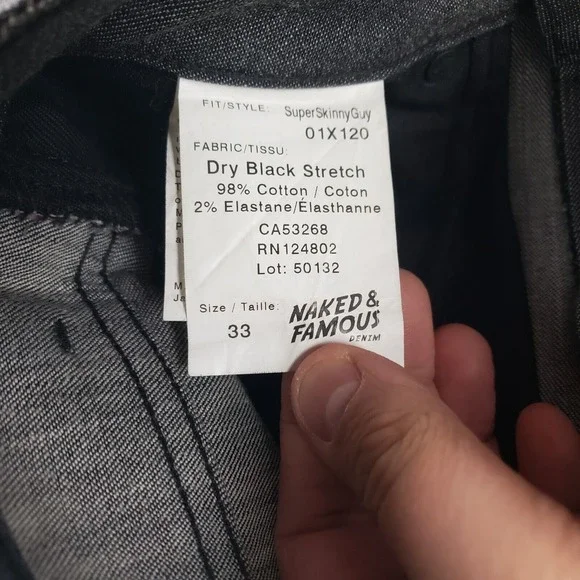 FIT/STYLE: SuperSkinnyGuy
01X120
FABRIC/TISSU:
Dry Black Stretch
98% Cotton / Coton
2% Elastane/Élasthanne
CA53268
RN124802
Lot: 50132
Size / Taille:
33
NAKED &
FAMOUS
DENIM